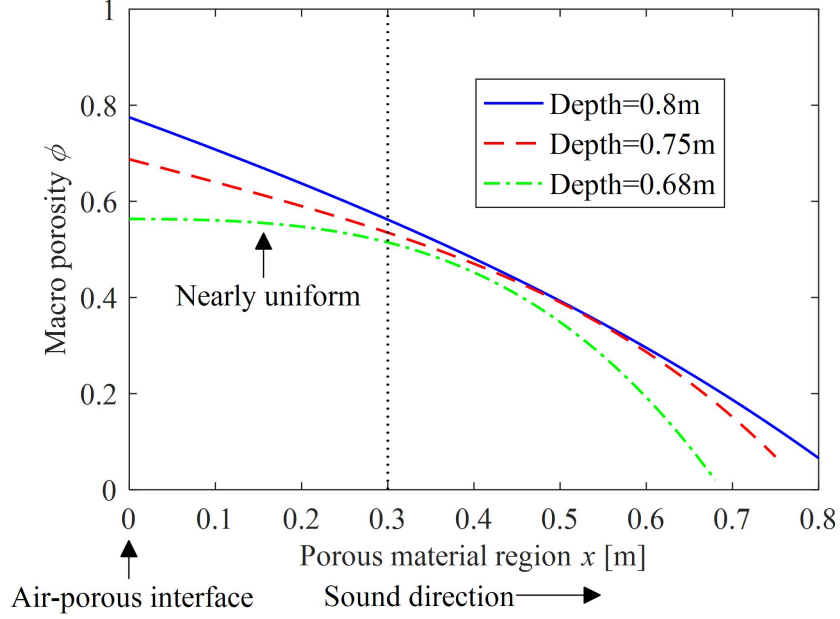 1
0.8
0.6
0.4
0.2
0
Macro porosity ϕ
Depth=0.8m
Depth=0.75m
Depth=0.68m
Nearly uniform
0 0.1 0.2 0.3 0.4 0.5 0.6 0.7 0.8
Porous material region x [m]
Air-porous interface
Sound direction